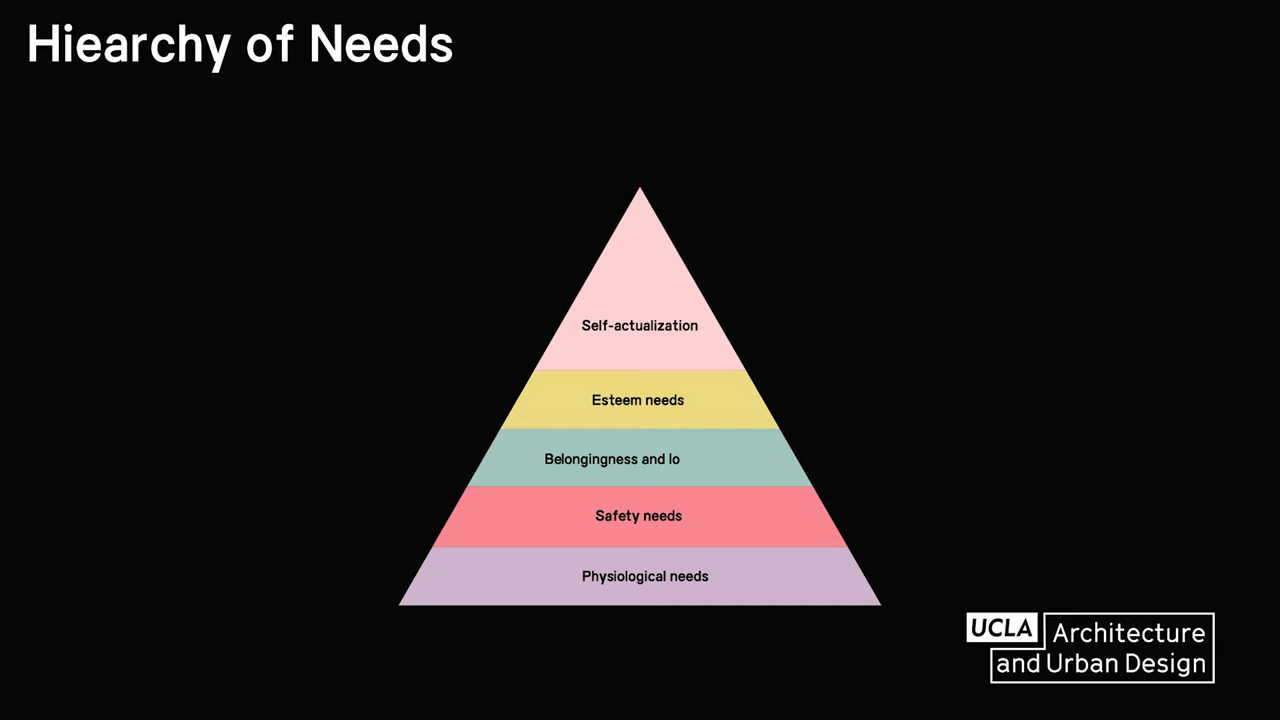 Hiearchy of Needs
Self-actualization
Esteem needs
Belongingness and lo
Safety needs
Physiological needs
UCLA Architecture
and Urban Design